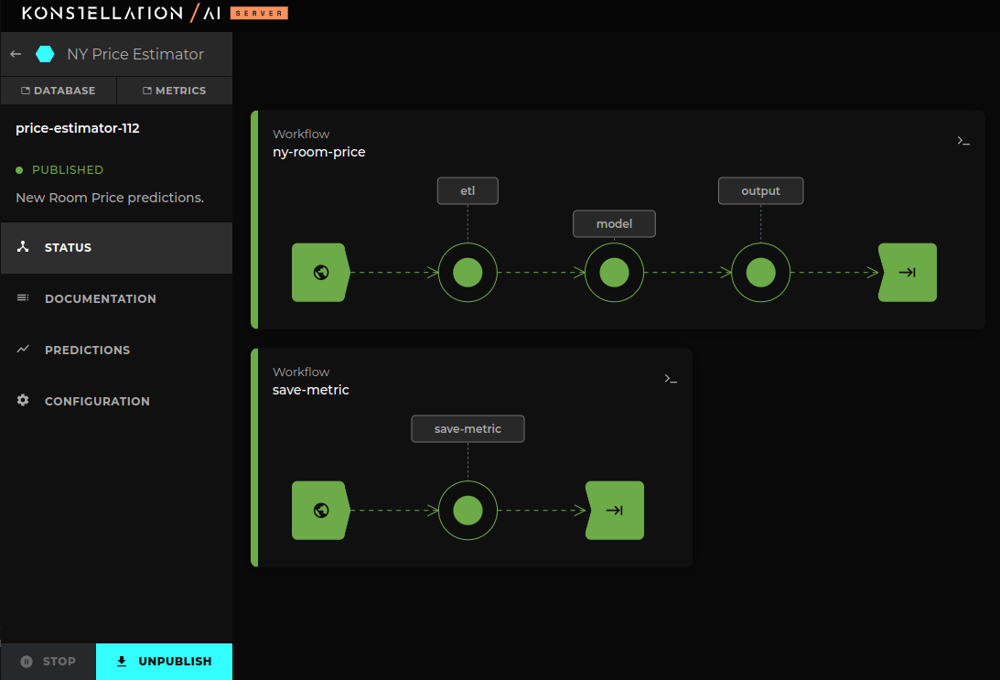 KONSTELLATION / AI SERVER
NY Price Estimator
DATABASE METRICS
price-estimator-112
PUBLISHED
New Room Price predictions.
STATUS
DOCUMENTATION
PREDICTIONS
CONFIGURATION
STOP UNPUBLISH
Workflow
ny-room-price
etl
model
output
Workflow
save-metric
save-metric